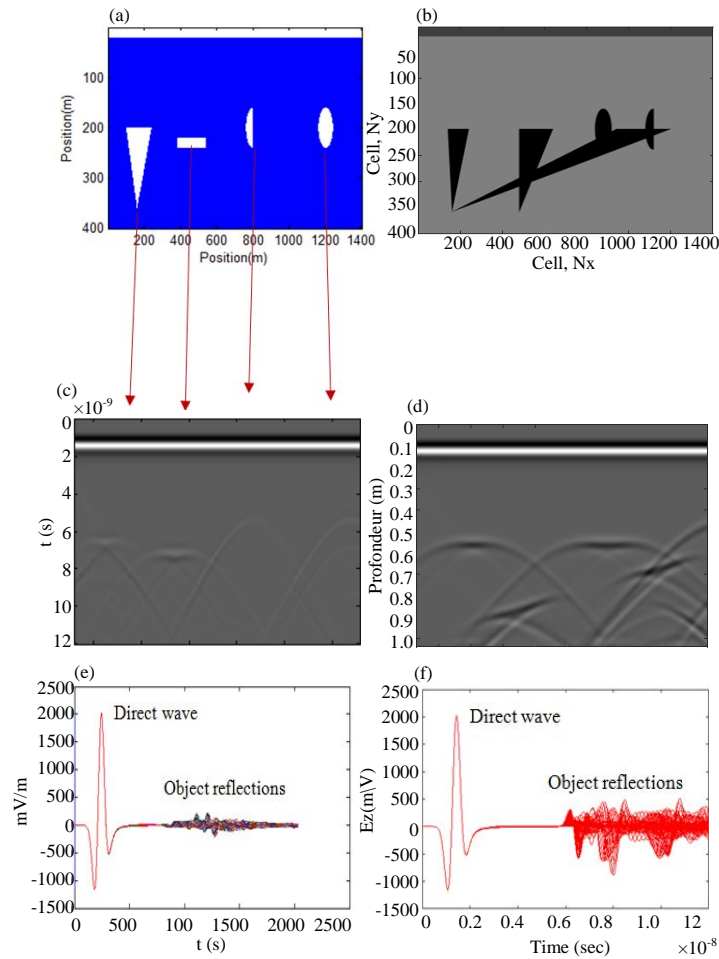 (a)
100
200
300
400
Position(m)
200 400 600 800 1000 1200 1400
Position(m)
(b)
50
100
150
200
250
300
350
400
Cell, Ny
200 400 600 800 1000 1200 1400
Cell, Nx
(c)
×10-9
0
2
4
6
8
10
12
t (s)
(d)
0
0.1
0.2
0.3
0.4
0.5
0.6
0.7
0.8
0.9
1.0
Profondeur (m)
(e)
2500
2000
1500
1000
500
0
-500
-1000
-1500
mV/m
Direct wave
Object reflections
0 500 1000 1500 2000 2500
t (s)
(f)
2500
2000
1500
1000
500
0
-500
-1000
-1500
Ez(m\V)
Direct wave
Object reflections
0 0.2 0.4 0.6 0.8 1.0 1.2
Time (sec)
×10-8